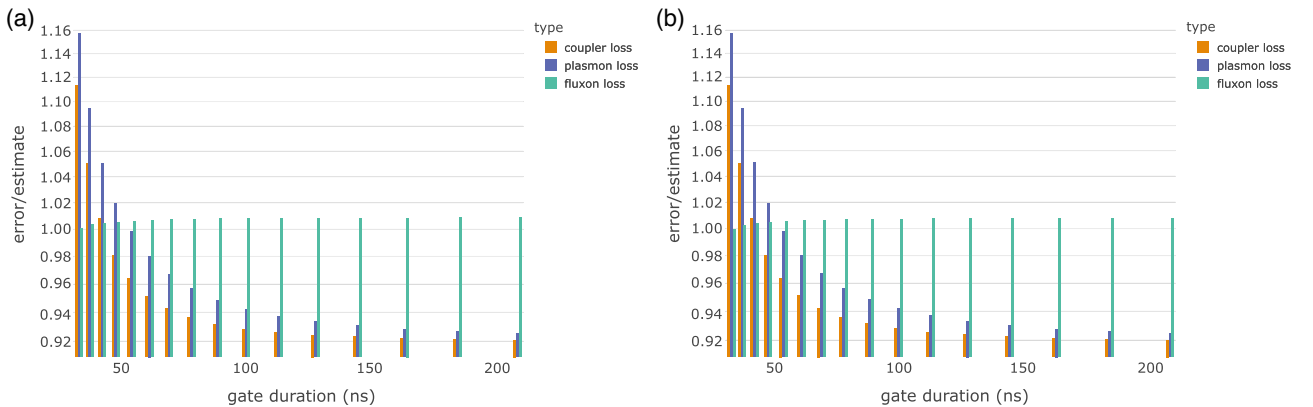 (a)
type
coupler loss
plasmon loss
fluxon loss
1.16
1.14
1.12
1.10
1.08
1.06
1.04
1.02
1.00
0.98
0.96
0.94
0.92
error/estimate
50
100
150
200
gate duration (ns)
(b)
type
coupler loss
plasmon loss
fluxon loss
1.16
1.14
1.12
1.10
1.08
1.06
1.04
1.02
1.00
0.98
0.96
0.94
0.92
error/estimate
50
100
150
200
gate duration (ns)